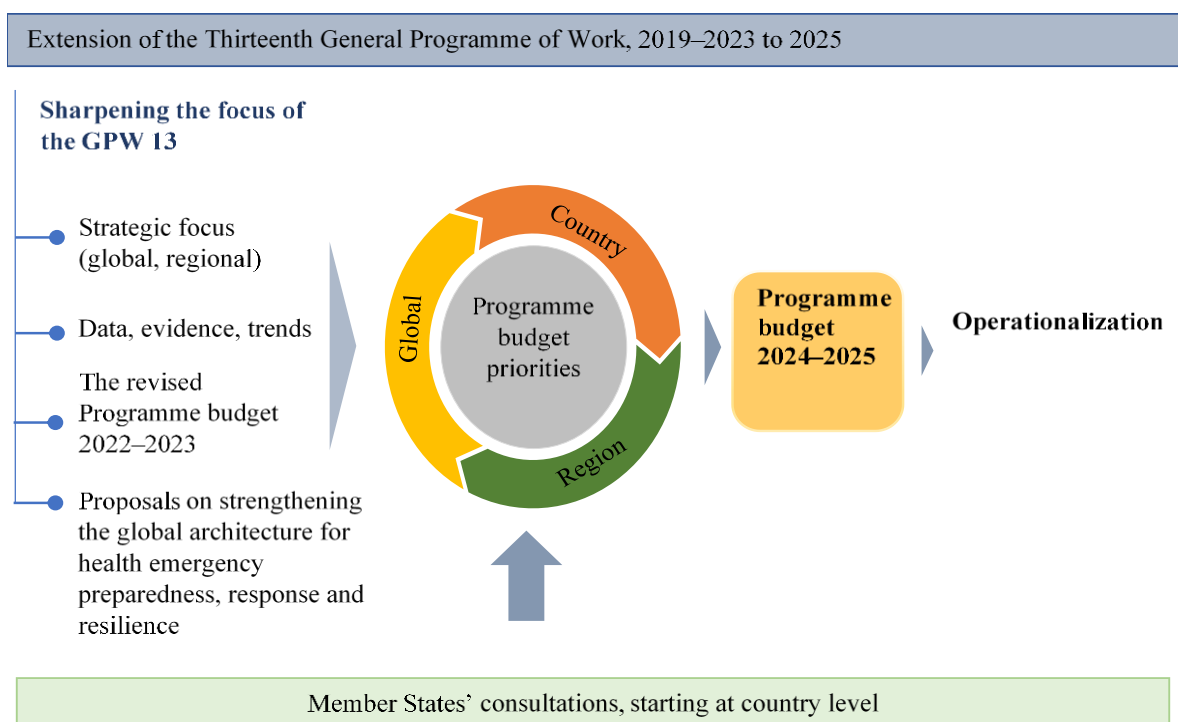 Extension of the Thirteenth General Programme of Work, 2019–2023 to 2025
Sharpening the focus of
the GPW 13
Strategic focus
(global, regional)
Data, evidence, trends
The revised
Programme budget
2022–2023
Proposals on strengthening
the global architecture for
health emergency
preparedness, response and
resilience
Global
Country
Region
Programme
budget
priorities
Programme
budget
2024–2025
Operationalization
Member States’ consultations, starting at country level